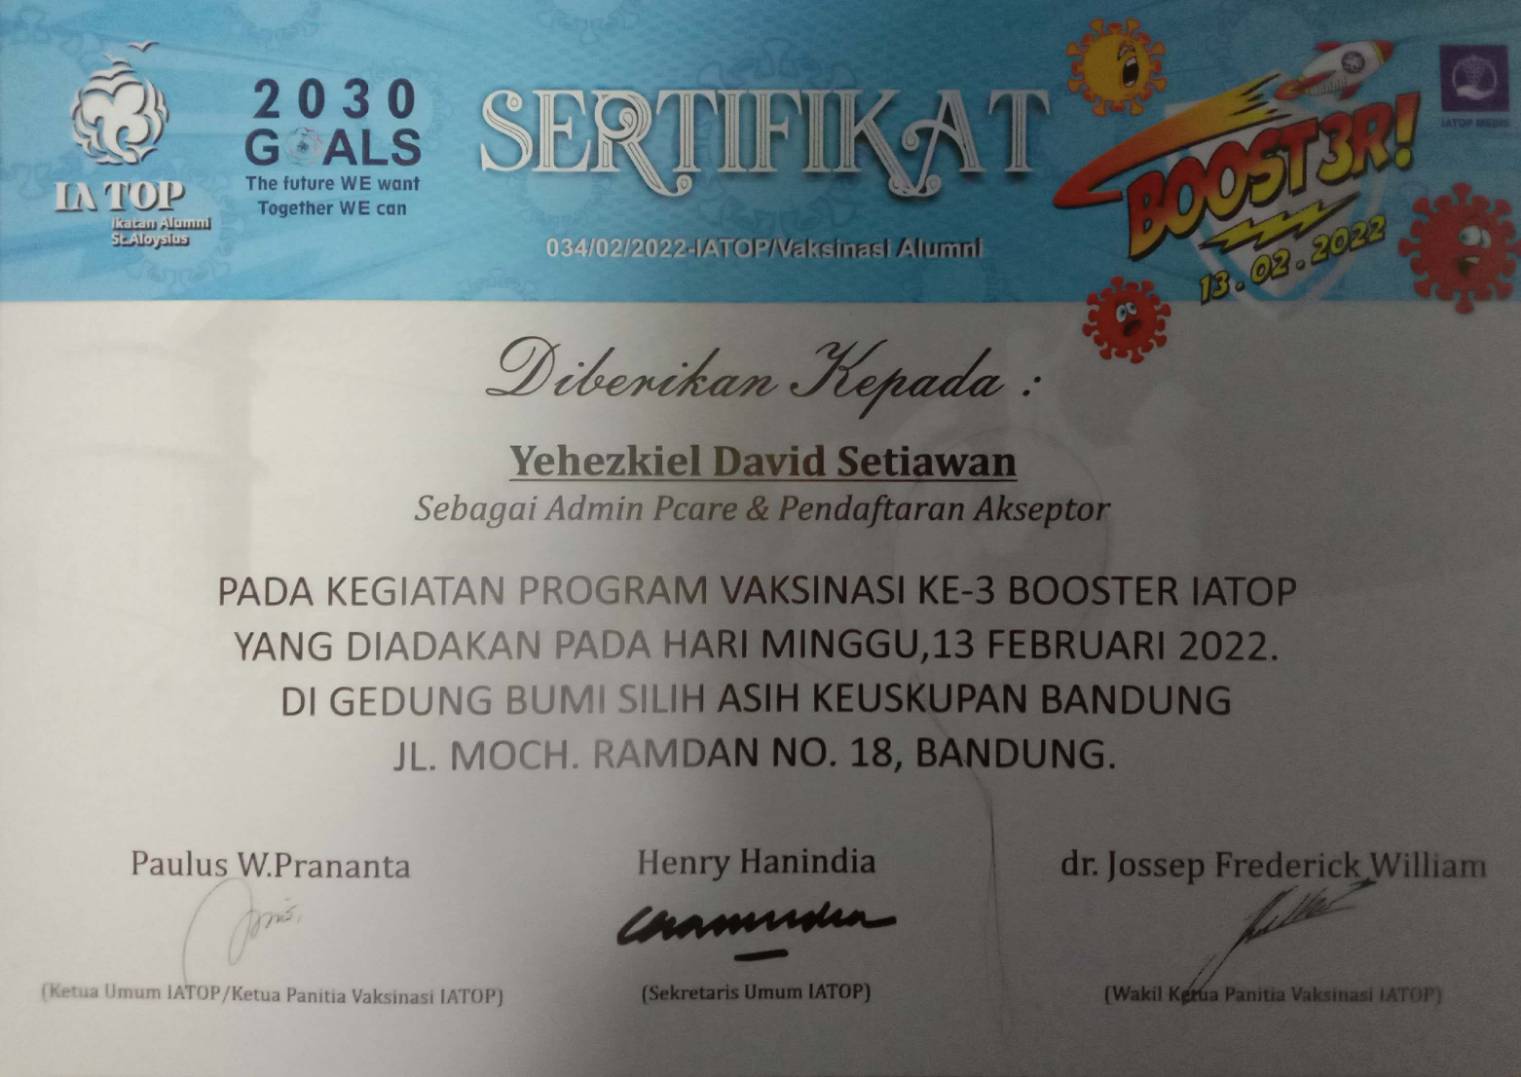 IA TOP
Ikatan Alumni
St.Aloysius
2030
GOALS
The future WE want
Together WE can
SERTIFIKAT
034/02/2022-IATOP/Vaksinasi Alumni
BOOST3R!
13.02.2022
IATOP MEDIS
Diberikan Kepada :
Yehezkiel David Setiawan
Sebagai Admin Pcare & Pendaftaran Akseptor
PADA KEGIATAN PROGRAM VAKSINASI KE-3 BOOSTER IATOP
YANG DIADAKAN PADA HARI MINGGU,13 FEBRUARI 2022.
DI GEDUNG BUMI SILIH ASIH KEUSKUPAN BANDUNG
JL. MOCH. RAMDAN NO. 18, BANDUNG.
Paulus W.Prananta
(Ketua Umum IATOP/Ketua Panitia Vaksinasi IATOP)
Henry Hanindia
(Sekretaris Umum IATOP)
dr. Jossep Frederick William
(Wakil Ketua Panitia Vaksinasi IATOP)